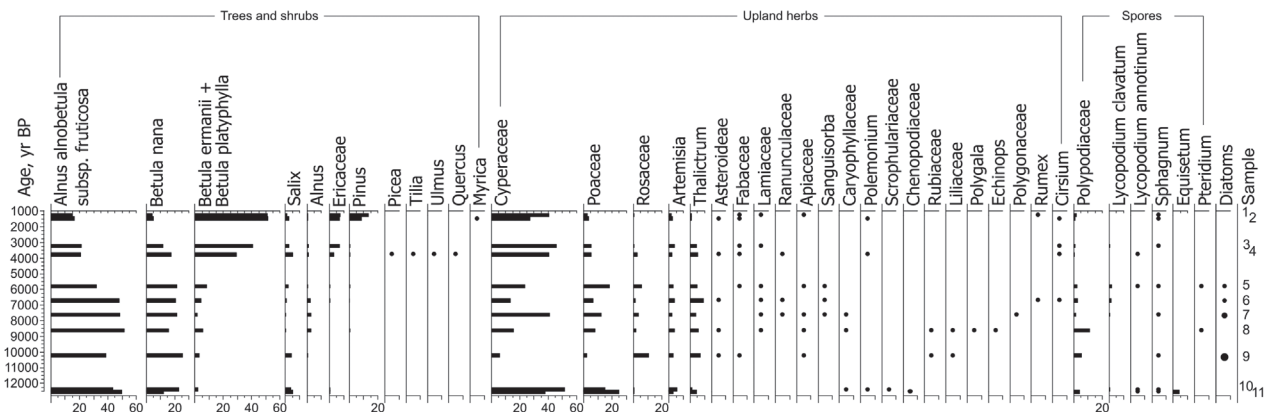 Trees and shrubs
Upland herbs
Spores
Age, yr BP
Alnus alnobetula
subsp. fruticosa
Betula nana
Betula ermanii +
Betula platyphylla
Salix
Alnus
Ericaceae
Pinus
Picea
Tilia
Ulmus
Quercus
Myrica
Cyperaceae
Poaceae
Rosaceae
Artemisia
Thalictrum
Asteroideae
Fabaceae
Lamiaceae
Ranunculaceae
Sanguisorba
Caryophyllaceae
Polemonium
Scrophulariaceae
Chenopodiaceae
Rubiaceae
Liliaceae
Polygala
Echinops
Polygonaceae
Rumex
Cirsium
Polypodiaceae
Lycopodium clavatum
Lycopodium annotinum
Sphagnum
Equisetum
Pteridium
Diatoms
Sample
1000 1 2
2000
3000 3 4
4000
5000
6000 5
7000 6
8000 7
9000 8
10000 9
11000
12000 10 11
20 40 60 20 20 40 60 20 20 40 60 20 20 20